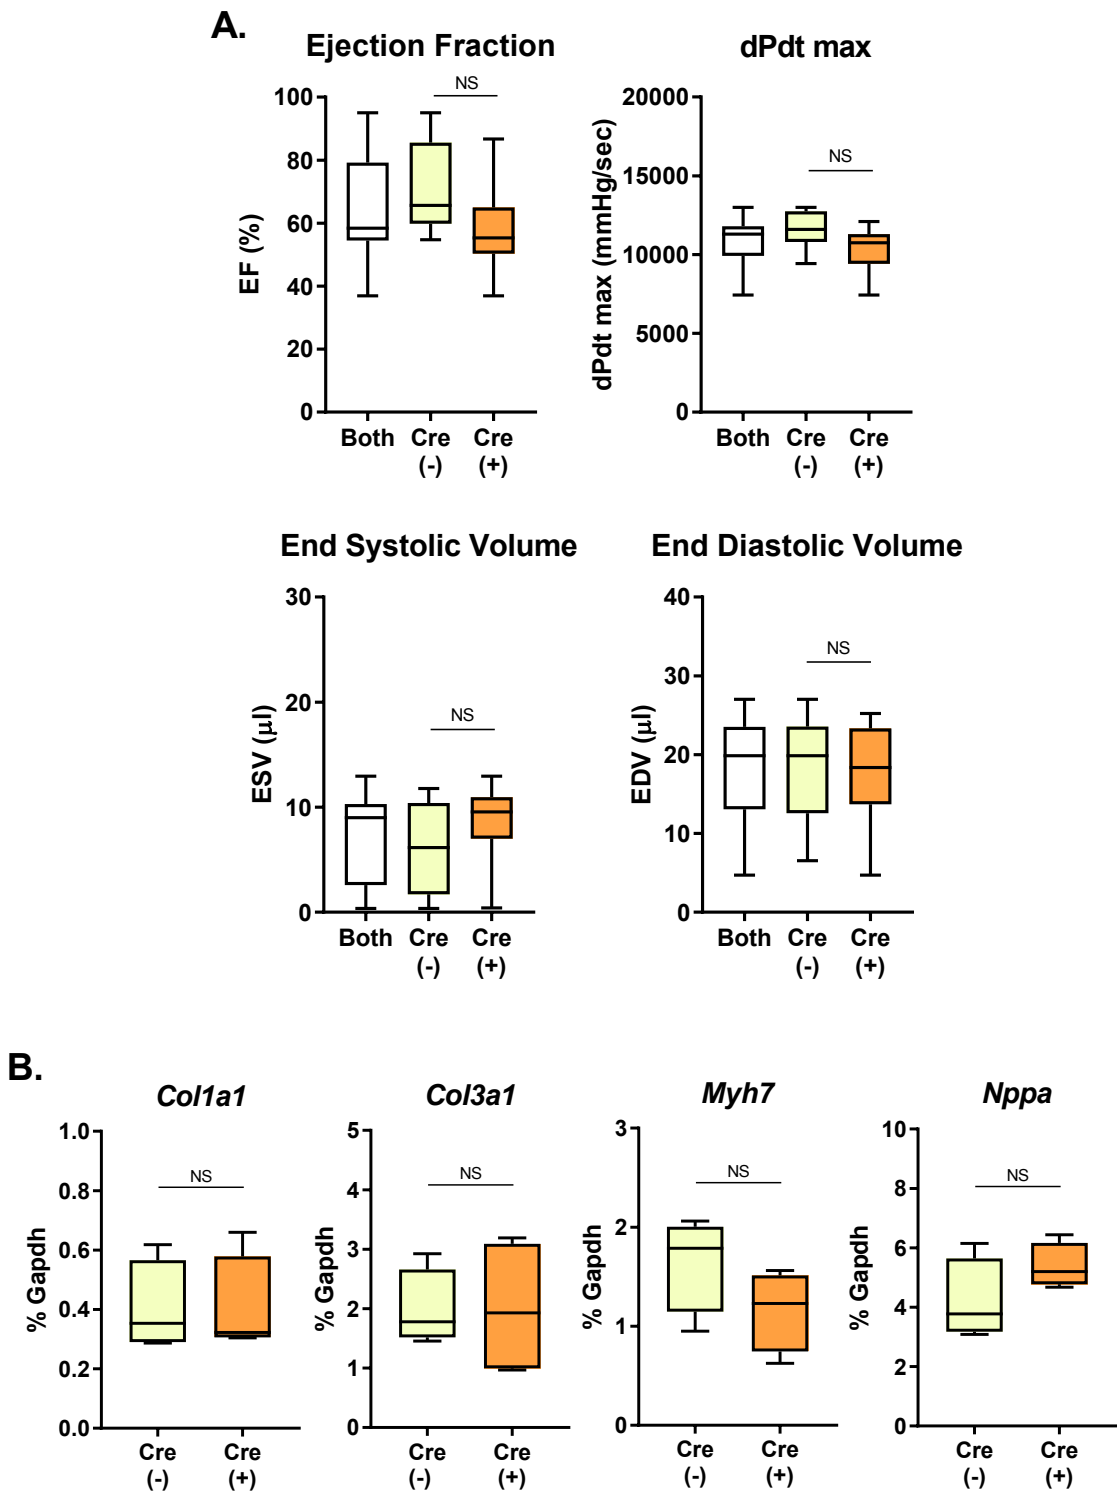 A.
Ejection Fraction
dPdt max
NS
100
80
60
40
20
0
EF (%)
Both
Cre
(-)
Cre
(+)
NS
20000
15000
10000
5000
0
dPdt max (mmHg/sec)
Both
Cre
(-)
Cre
(+)
End Systolic Volume
End Diastolic Volume
NS
30
20
10
0
ESV (µl)
Both
Cre
(-)
Cre
(+)
NS
40
30
20
10
0
EDV (µl)
Both
Cre
(-)
Cre
(+)
B.
Col1a1
Col3a1
Myh7
Nppa
NS
1.0
0.8
0.6
0.4
0.2
0.0
% Gapdh
Cre
(-)
Cre
(+)
NS
5
4
3
2
1
0
% Gapdh
Cre
(-)
Cre
(+)
NS
3
2
1
0
% Gapdh
Cre
(-)
Cre
(+)
NS
10
8
6
4
2
0
% Gapdh
Cre
(-)
Cre
(+)